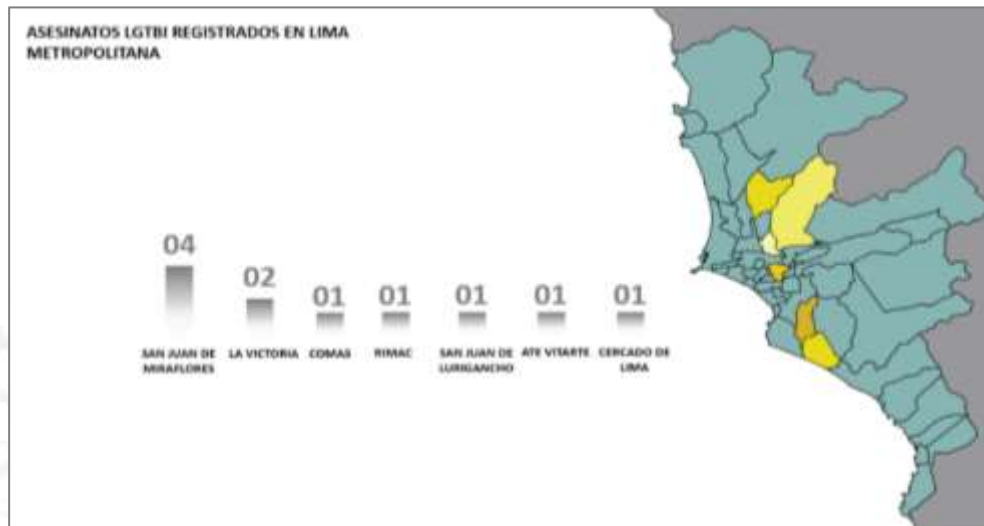 ASESINATOS LGTBI REGISTRADOS EN LIMA
METROPOLITANA
04
02
01
01
01
01
01
SAN JUAN DE
MIRAFLORES
LA VICTORIA
COMAS
RIMAC
SAN JUAN DE
LURIGANCHO
ATE VITARTE
CERCADO DE
LIMA